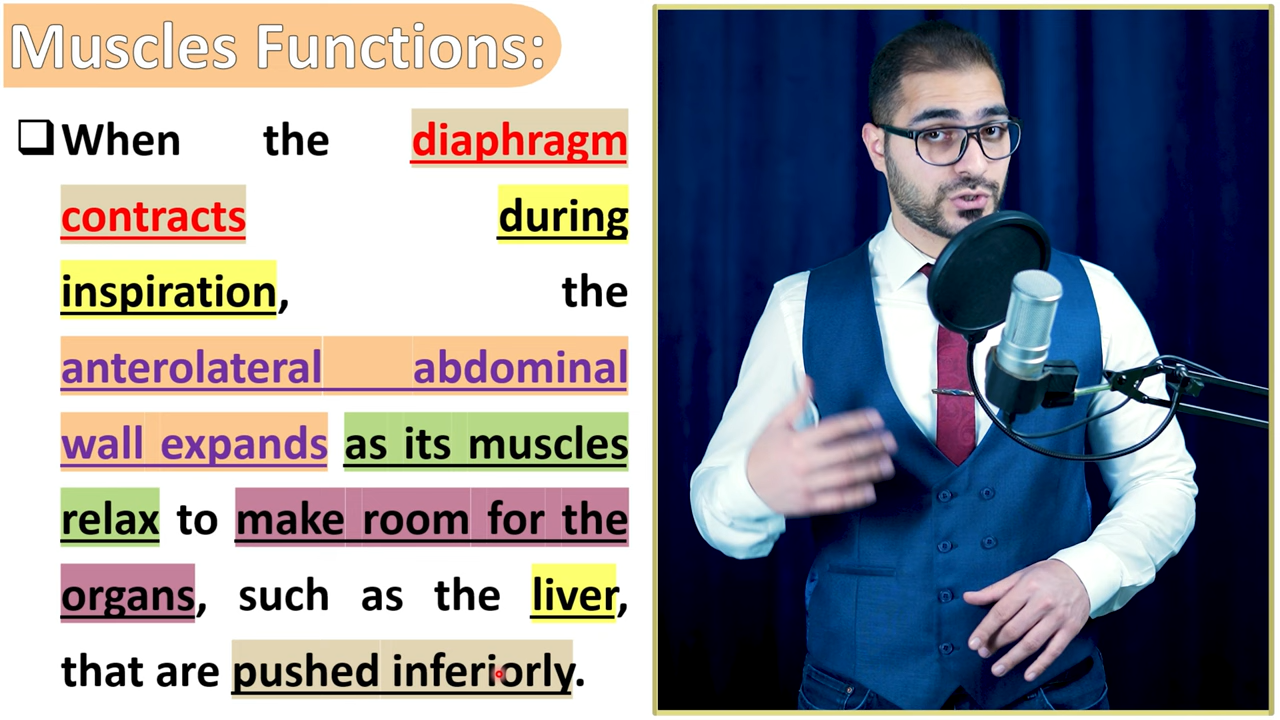 Muscles Functions:
❑When the diaphragm
contracts during
inspiration, the
anterolateral abdominal
wall expands as its muscles
relax to make room for the
organs, such as the liver,
that are pushed inferiorly.